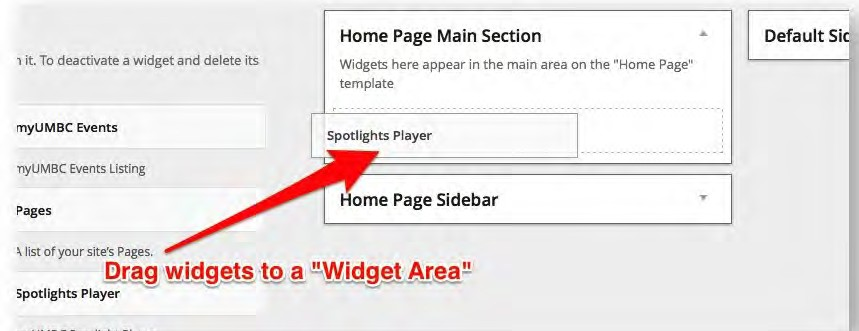 n it. To deactivate a widget and delete its
myUMBC Events
myUMBC Events Listing
Pages
A list of your site's Pages.
Spotlights Player
Home Page Main Section
Widgets here appear in the main area on the "Home Page"
template
Spotlights Player
Home Page Sidebar
Default Sid
Drag widgets to a "Widget Area"